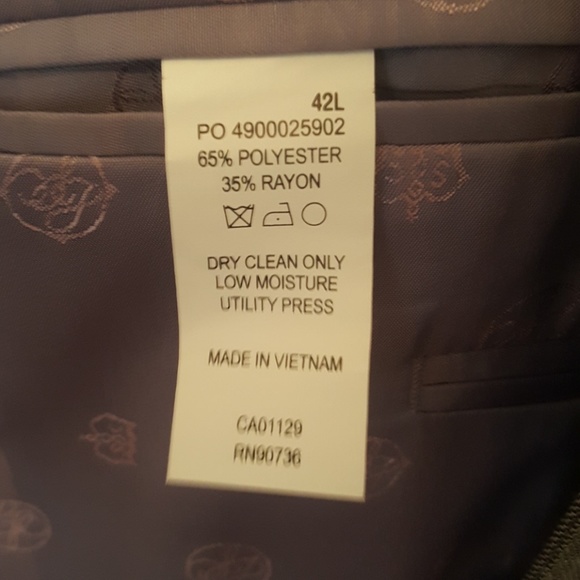 42L
PO 4900025902
65% POLYESTER
35% RAYON
DRY CLEAN ONLY
LOW MOISTURE
UTILITY PRESS
MADE IN VIETNAM
CA01129
RN90736